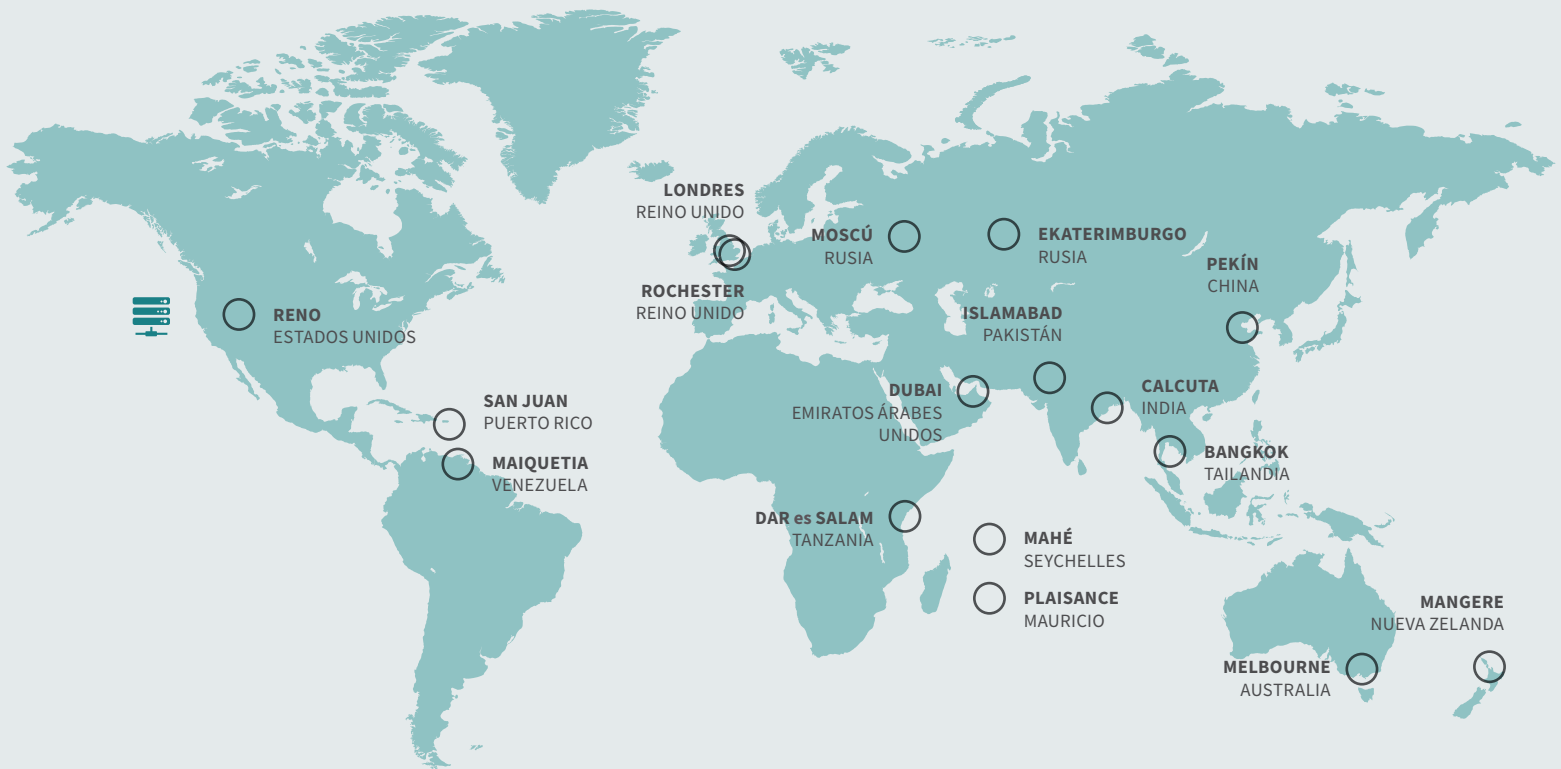 LONDRES
REINO UNIDO
MOSCÚ
RUSIA
EKATERIMBURGO
RUSIA
PEKÍN
CHINA
ROCHESTER
REINO UNIDO
RENO
ESTADOS UNIDOS
ISLAMABAD
PAKISTÁN
SAN JUAN
PUERTO RICO
DUBAI
EMIRATOS ÁRABES
UNIDOS
CALCUTA
INDIA
MAIQUETIA
VENEZUELA
BANGKOK
TAILANDIA
DAR es SALAM
TANZANIA
MAHÉ
SEYCHELLES
PLAISANCE
MAURICIO
MANGERE
NUEVA ZELANDA
MELBOURNE
AUSTRALIA